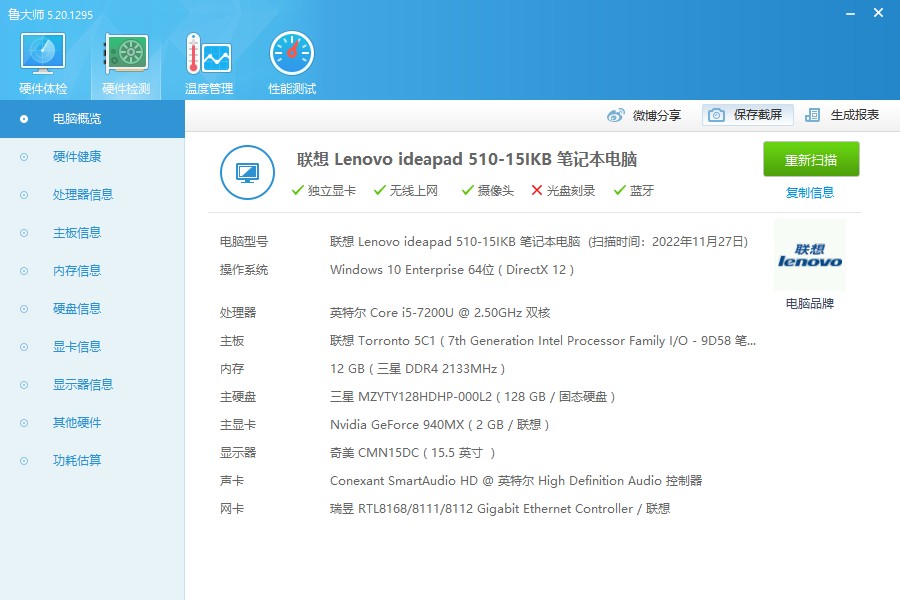 鲁大师 5.20.1295
硬件体检 硬件检测 温度管理 性能测试
微博分享 保存截屏 生成报表
电脑概览
硬件健康
处理器信息
主板信息
内存信息
硬盘信息
显卡信息
显示器信息
其他硬件
功耗估算
联想 Lenovo ideapad 510-15IKB 笔记本电脑
独立显卡 无线上网 摄像头 光盘刻录 蓝牙
重新扫描
复制信息
电脑型号 联想 Lenovo ideapad 510-15IKB 笔记本电脑 (扫描时间：2022年11月27日)
操作系统 Windows 10 Enterprise 64位 ( DirectX 12 )
处理器 英特尔 Core i5-7200U @ 2.50GHz 双核
主板 联想 Torronto 5C1 ( 7th Generation Intel Processor Family I/O - 9D58 笔...
内存 12 GB ( 三星 DDR4 2133MHz )
主硬盘 三星 MZYTY128HDHP-000L2 ( 128 GB / 固态硬盘 )
主显卡 Nvidia GeForce 940MX ( 2 GB / 联想 )
显示器 奇美 CMN15DC ( 15.5 英寸 )
声卡 Conexant SmartAudio HD @ 英特尔 High Definition Audio 控制器
网卡 瑞昱 RTL8168/8111/8112 Gigabit Ethernet Controller / 联想
联想
lenovo
电脑品牌